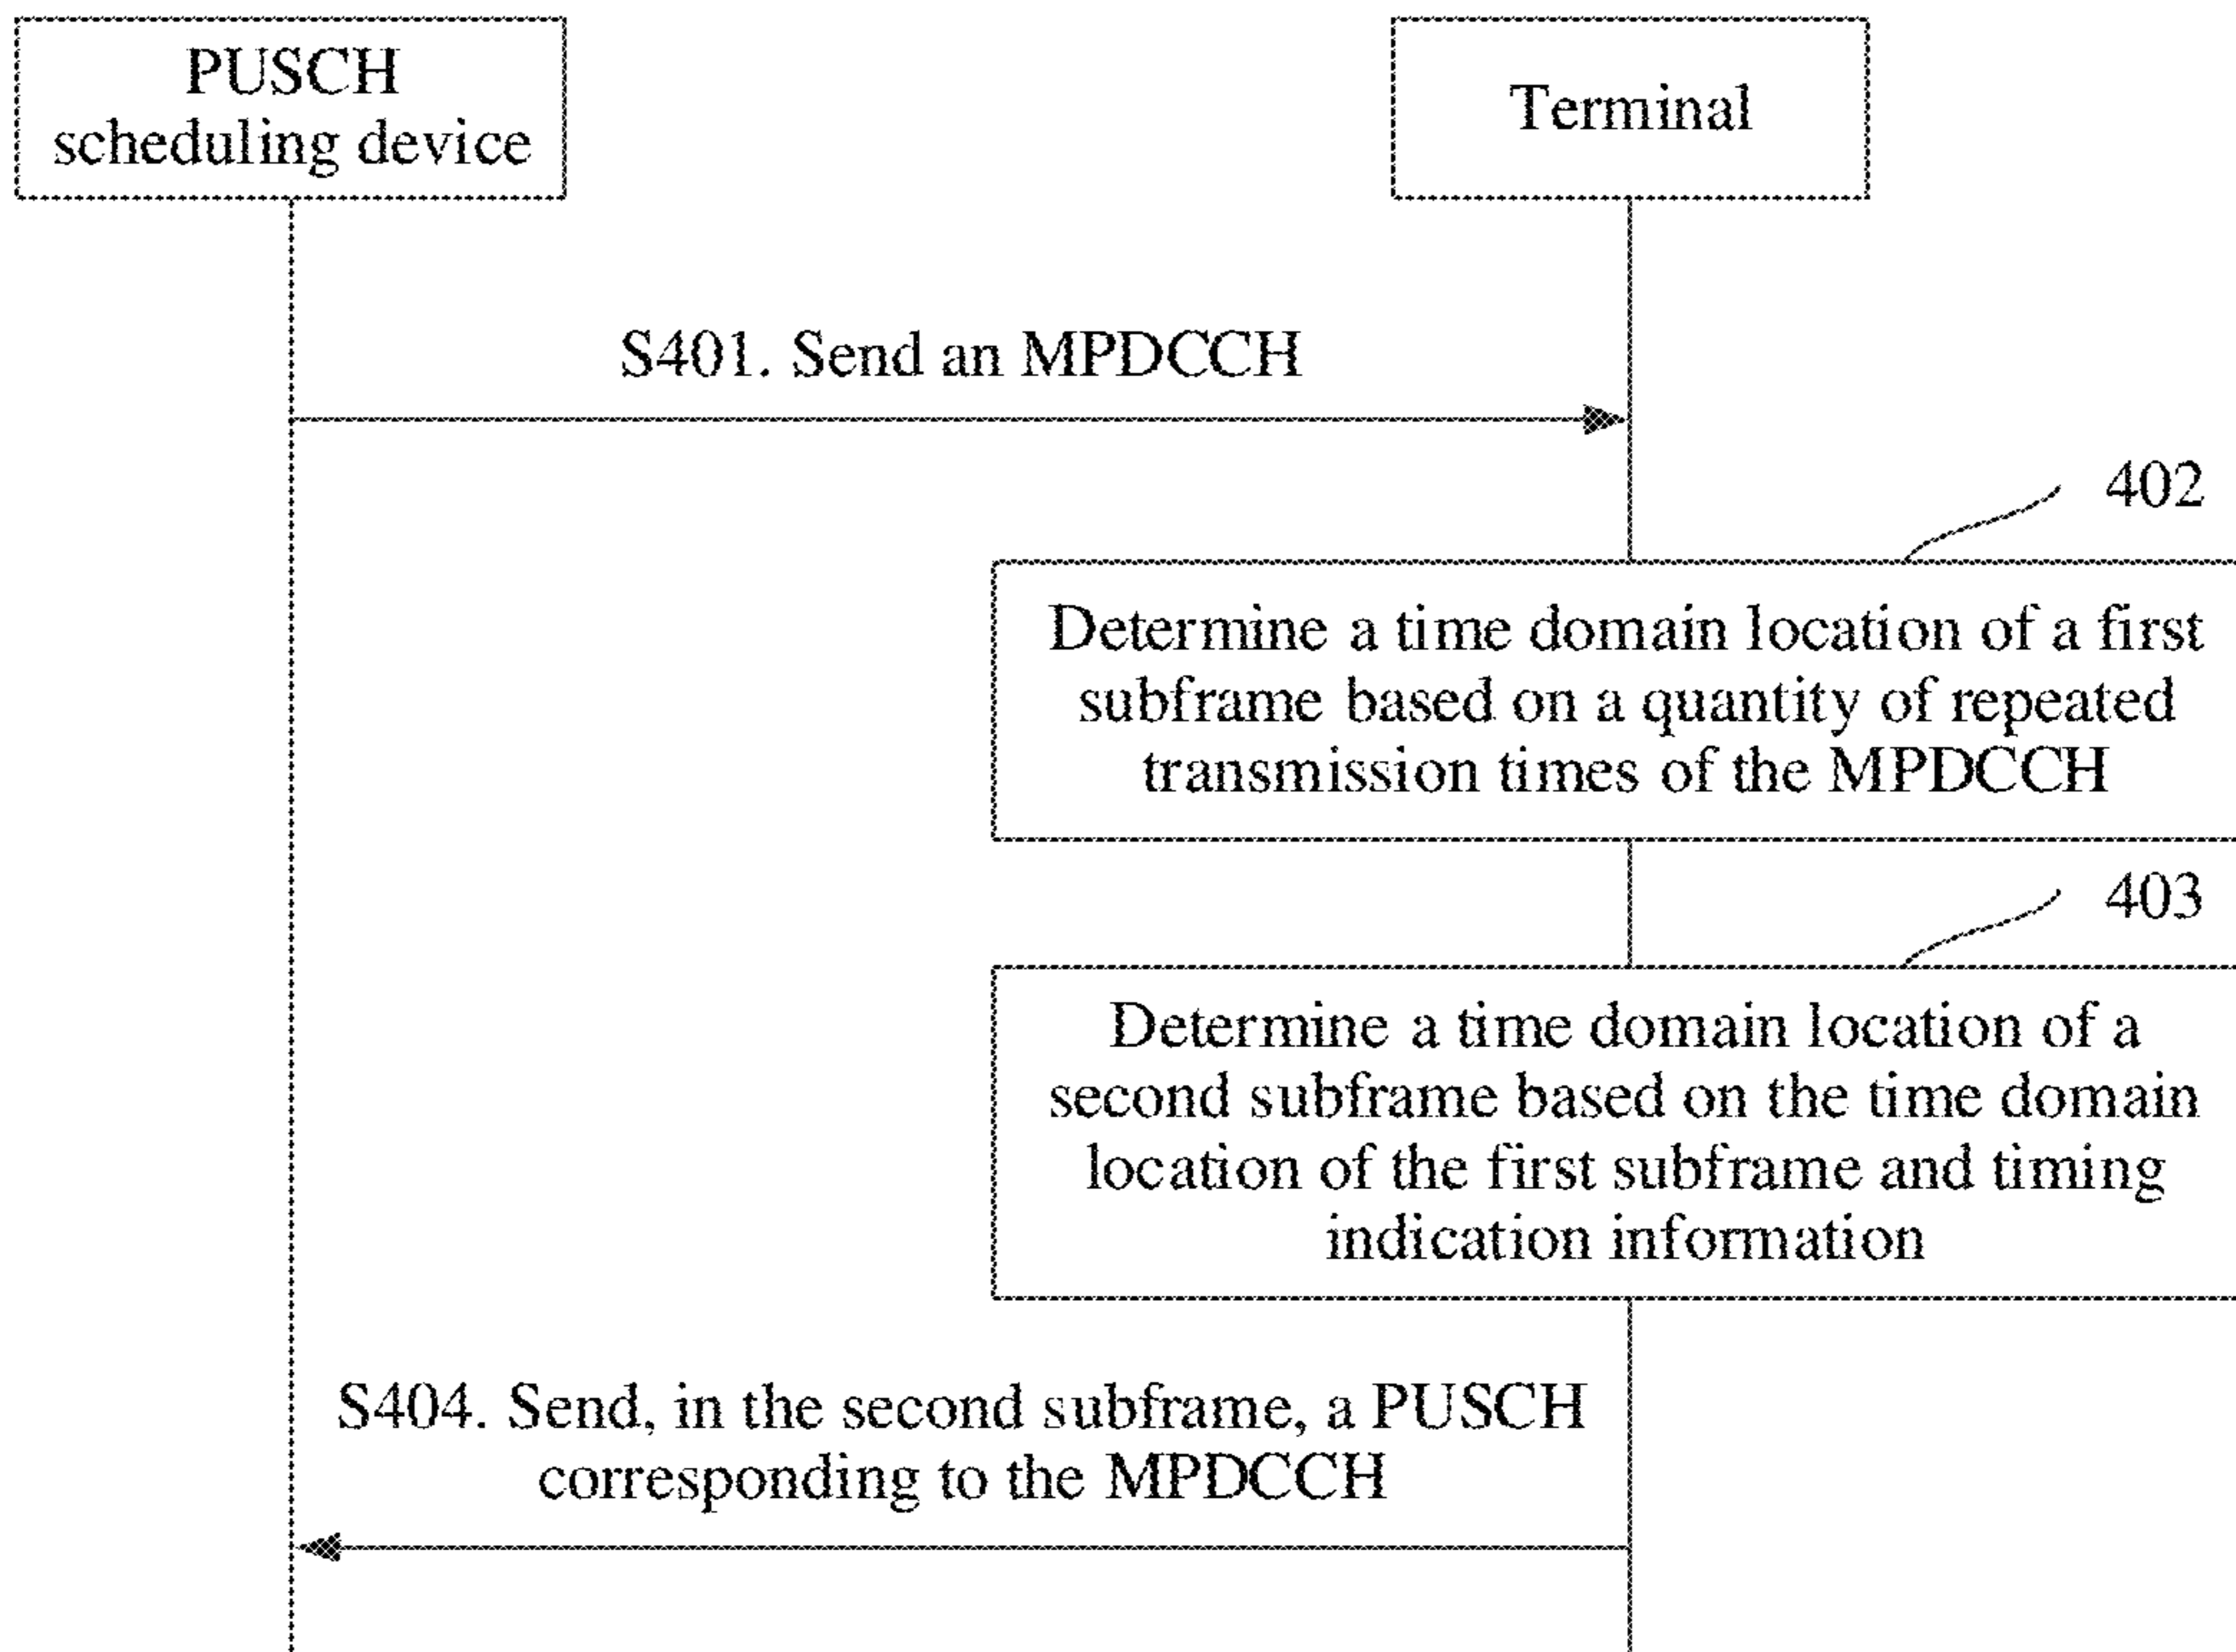 PUSCH
scheduling device
Terminal
S401. Send an MPDCCH
402
Determine a time domain location of a first
subframe based on a quantity of repeated
transmission times of the MPDCCH
403
Determine a time domain location of a
second subframe based on the time domain
location of the first subframe and timing
indication information
S404. Send, in the second subframe, a PUSCH
corresponding to the MPDCCH